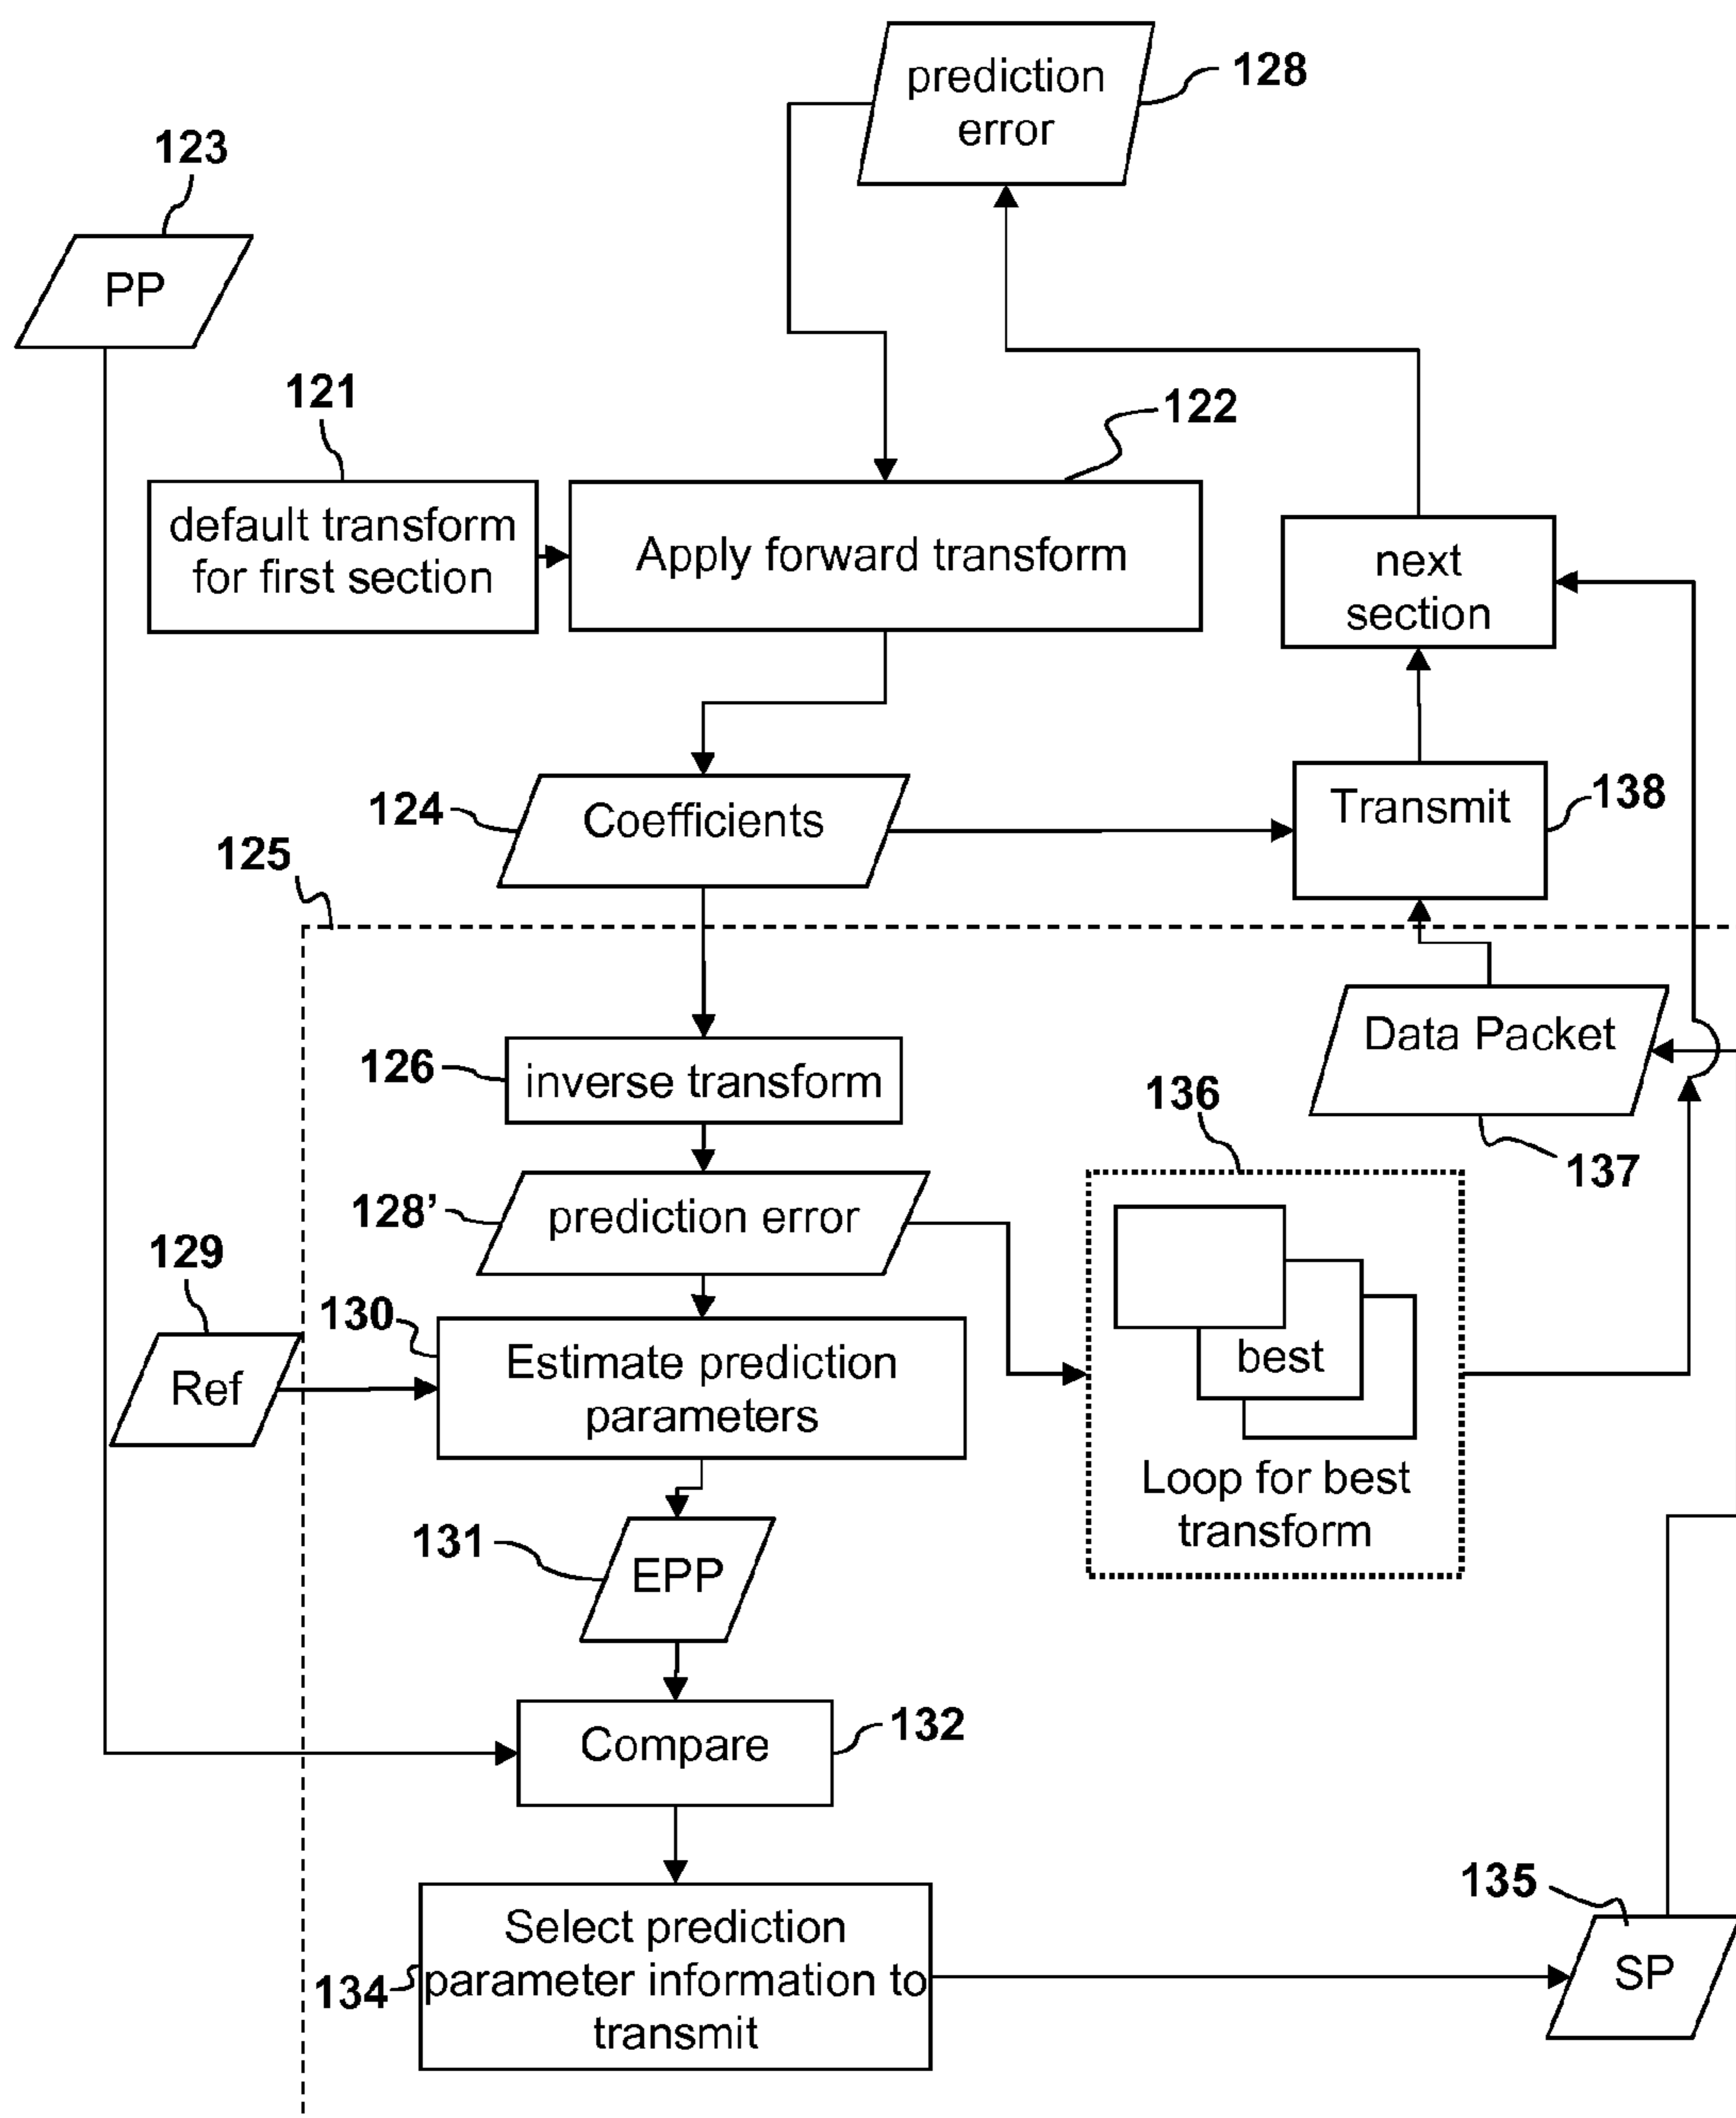 prediction
error
128
123
PP
121
122
default transform
for first section
Apply forward transform
next
section
124
Coefficients
Transmit
138
125
Data Packet
126
inverse transform
136
137
128’
prediction error
129
130
Ref
Estimate prediction
parameters
best
Loop for best
transform
131
EPP
Compare
132
135
Select prediction
134
parameter information to
transmit
SP